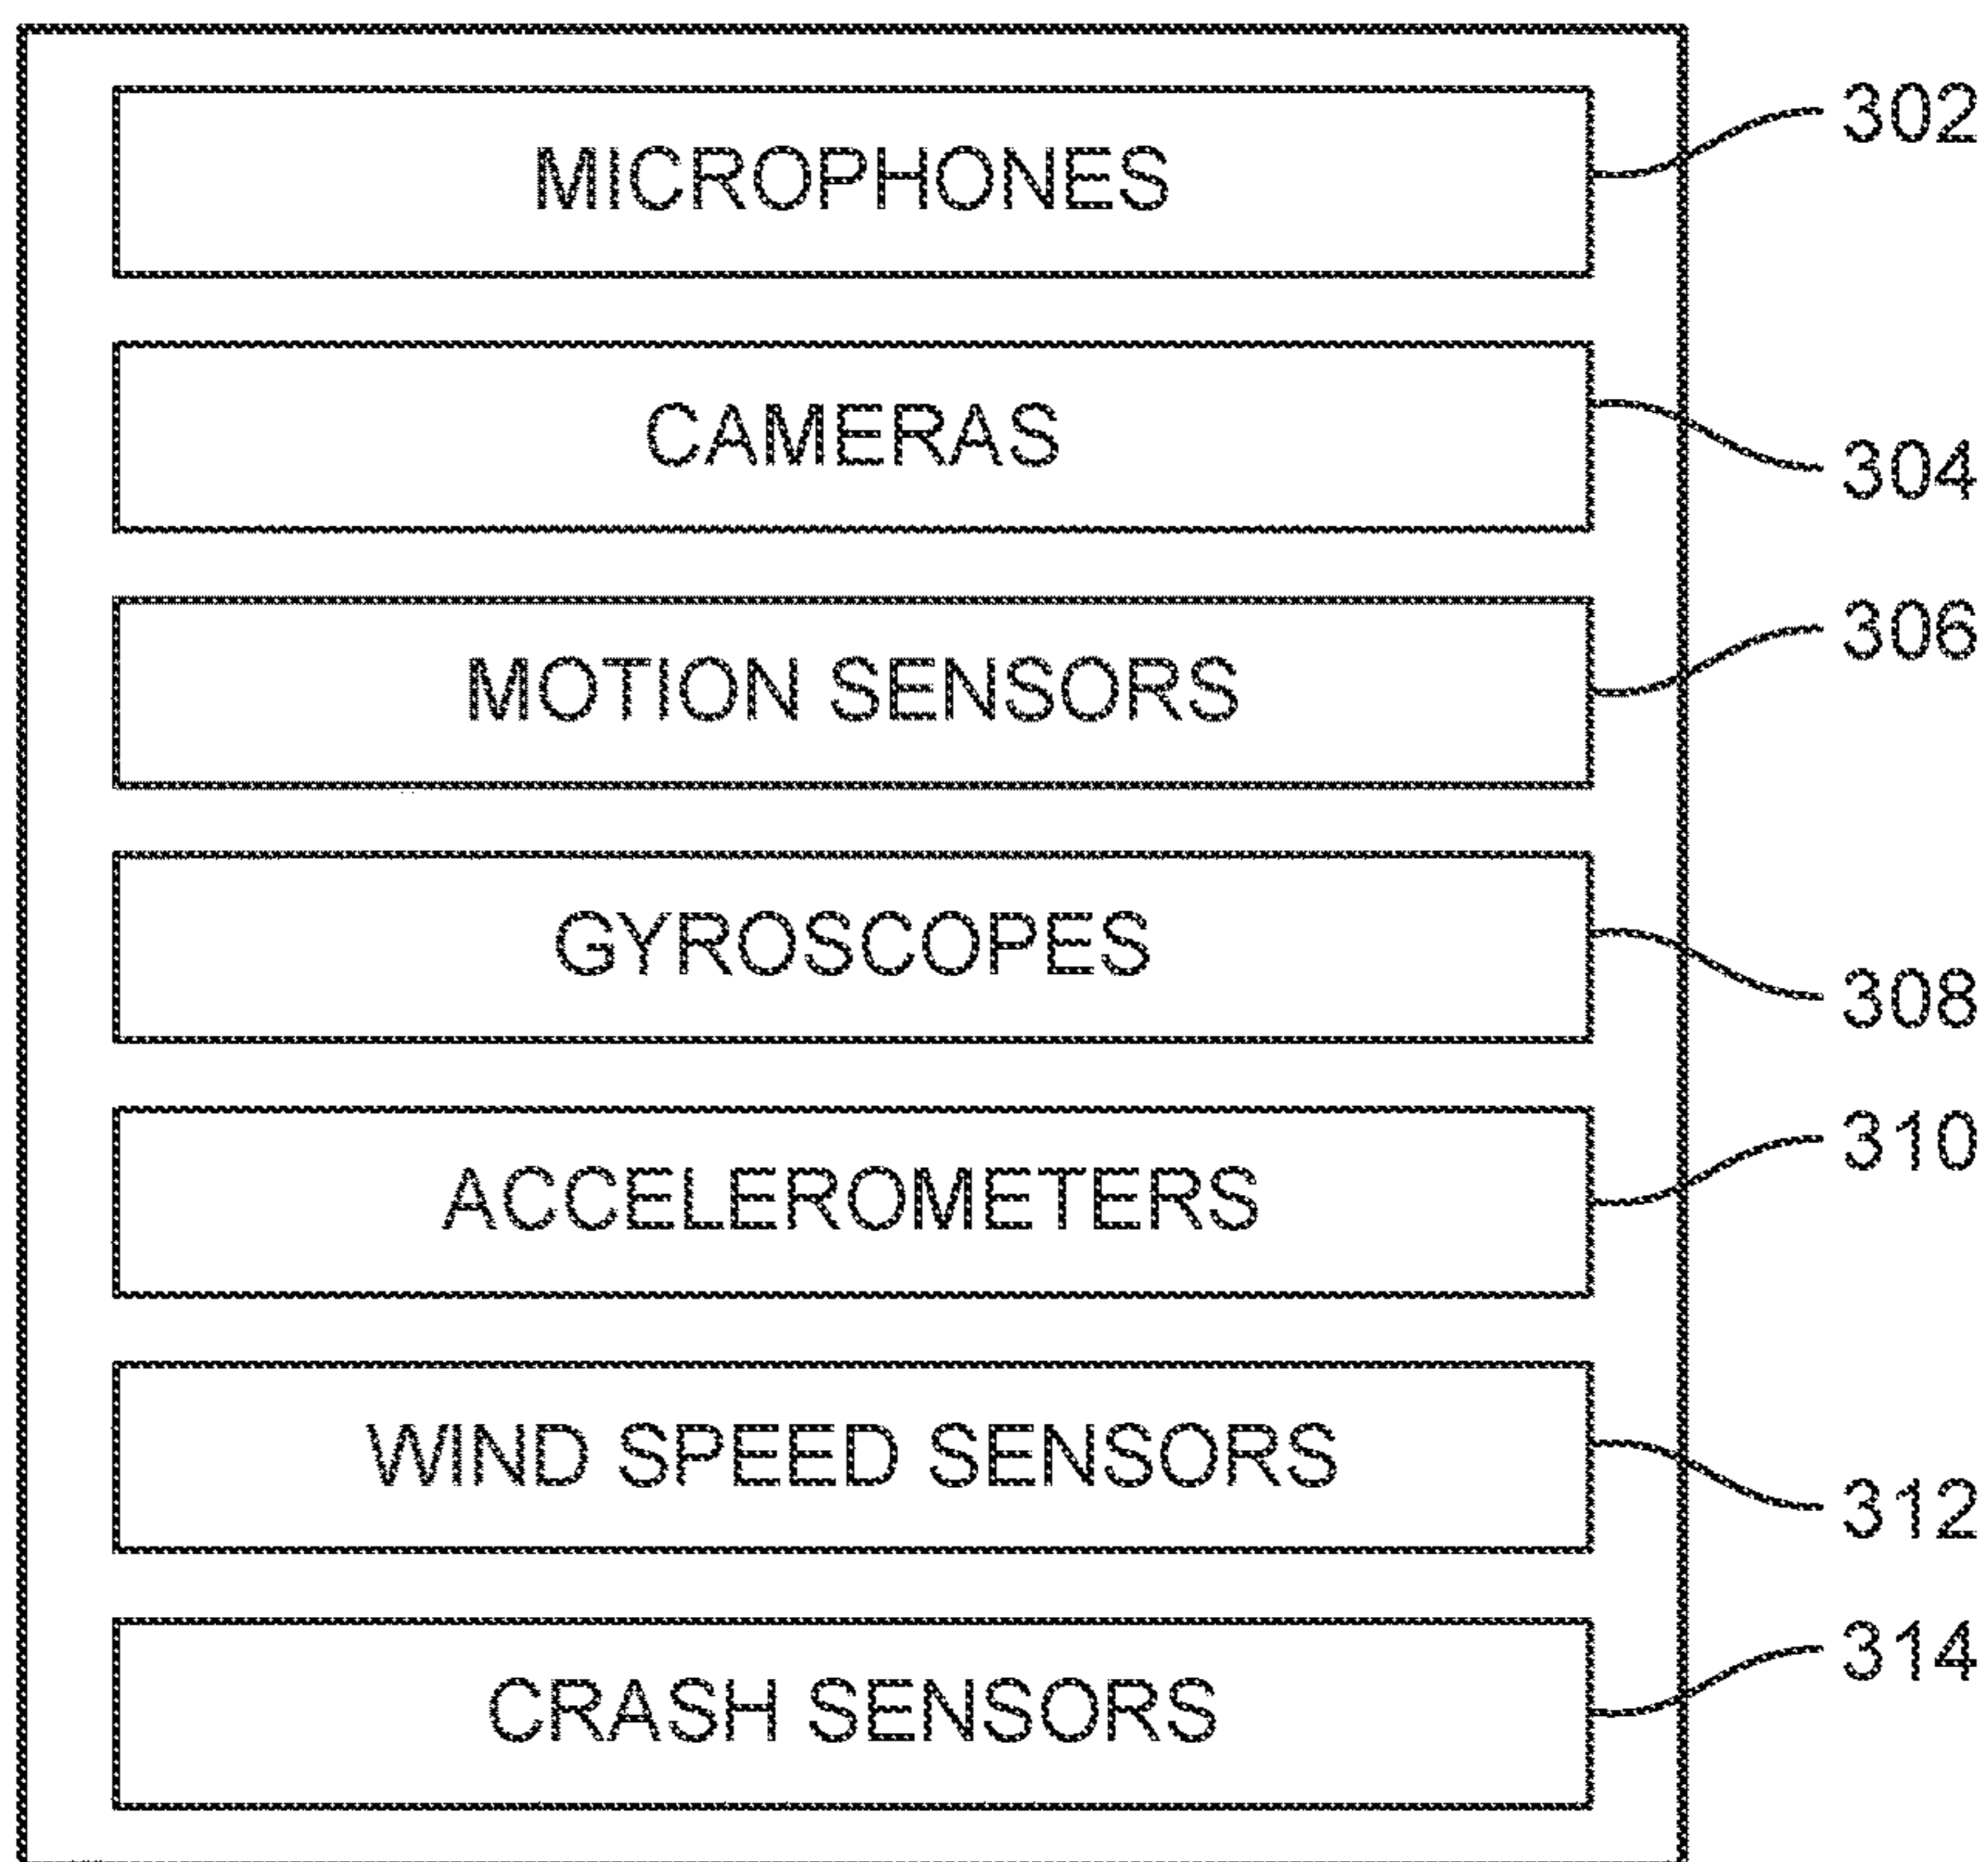 MICROPHONES 302
CAMERAS 304
MOTION SENSORS 306
GYROSCOPES 308
ACCELEROMETERS 310
WIND SPEED SENSORS 312
CRASH SENSORS 314